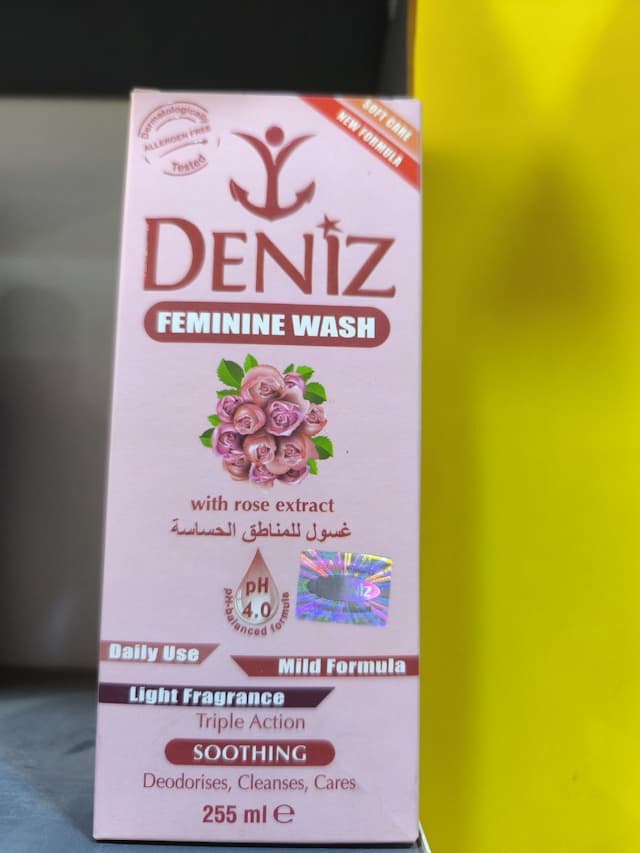 Dermatologically
ALLERGEN FREE
Tested
SOFT CARE
NEW FORMULA
DENIZ
FEMININE WASH
with rose extract
غسول للمناطق الحساسة
pH
4.0
pH-balanced formula
Daily Use
Mild Formula
Light Fragrance
Triple Action
SOOTHING
Deodorises, Cleanses, Cares
255 ml e